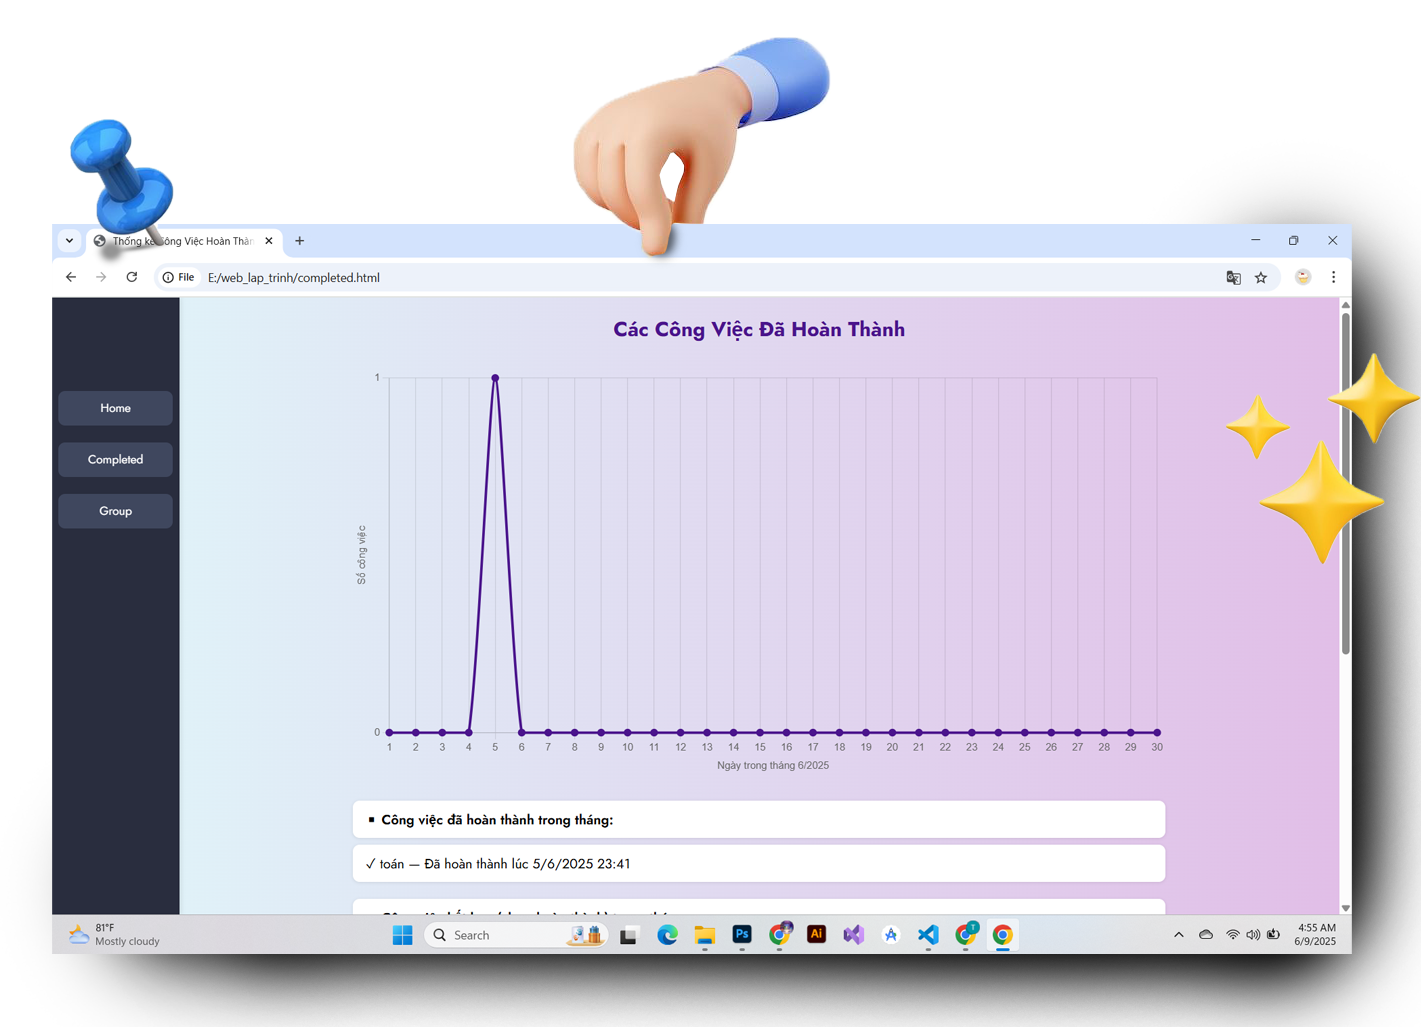 Thống kê Công Việc Hoàn Thàn
File
E:/web_lap_trinh/completed.html
Các Công Việc Đã Hoàn Thành
Home
Completed
Group
1
0
Số công việc
1 2 3 4 5 6 7 8 9 10 11 12 13 14 15 16 17 18 19 20 21 22 23 24 25 26 27 28 29 30
Ngày trong tháng 6/2025
▪ Công việc đã hoàn thành trong tháng:
✓ toán — Đã hoàn thành lúc 5/6/2025 23:41
81°F
Mostly cloudy
Search
Ps
Ai
T
4:55 AM
6/9/2025